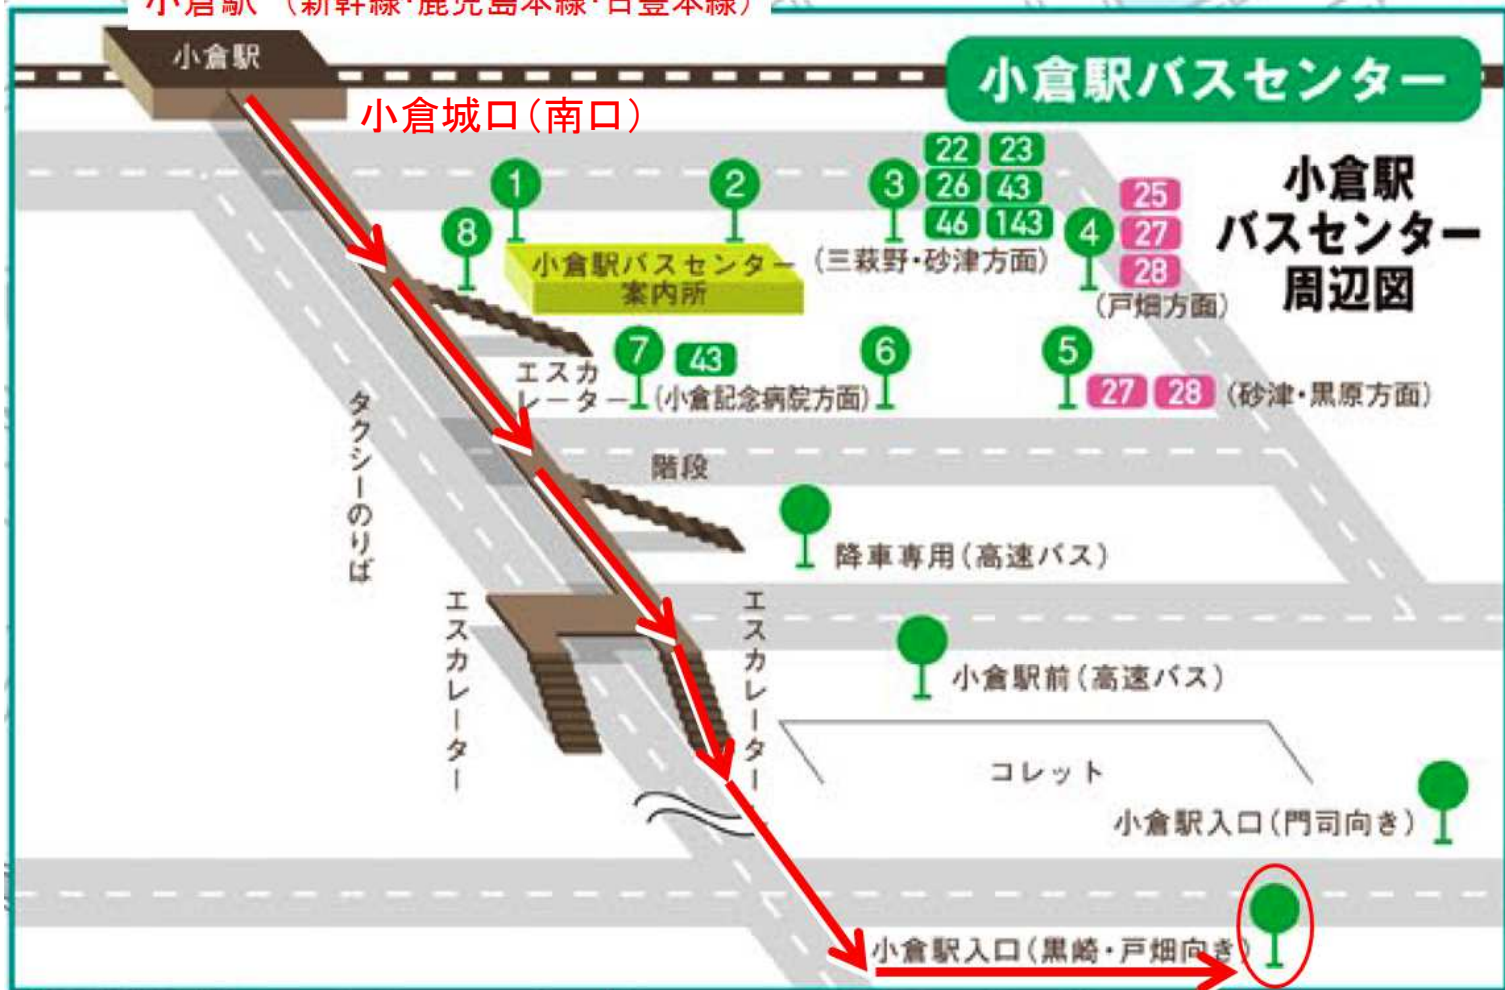 小倉駅 (新幹線・鹿児島本線・日豊本線)
小倉駅
小倉駅バスセンター
小倉城口(南口)
小倉駅
バスセンター
周辺図
1
2
3
22 23
26 43
46 143
(三萩野・砂津方面)
4
25
27
28
(戸畑方面)
8
小倉駅バスセンター
案内所
エスカ
レーター
7
43
(小倉記念病院方面)
6
5
27 28
(砂津・黒原方面)
タクシーのりば
階段
降車専用(高速バス)
エスカレーター
エスカレーター
小倉駅前(高速バス)
コレット
小倉駅入口(門司向き)
小倉駅入口(黒崎・戸畑向き)